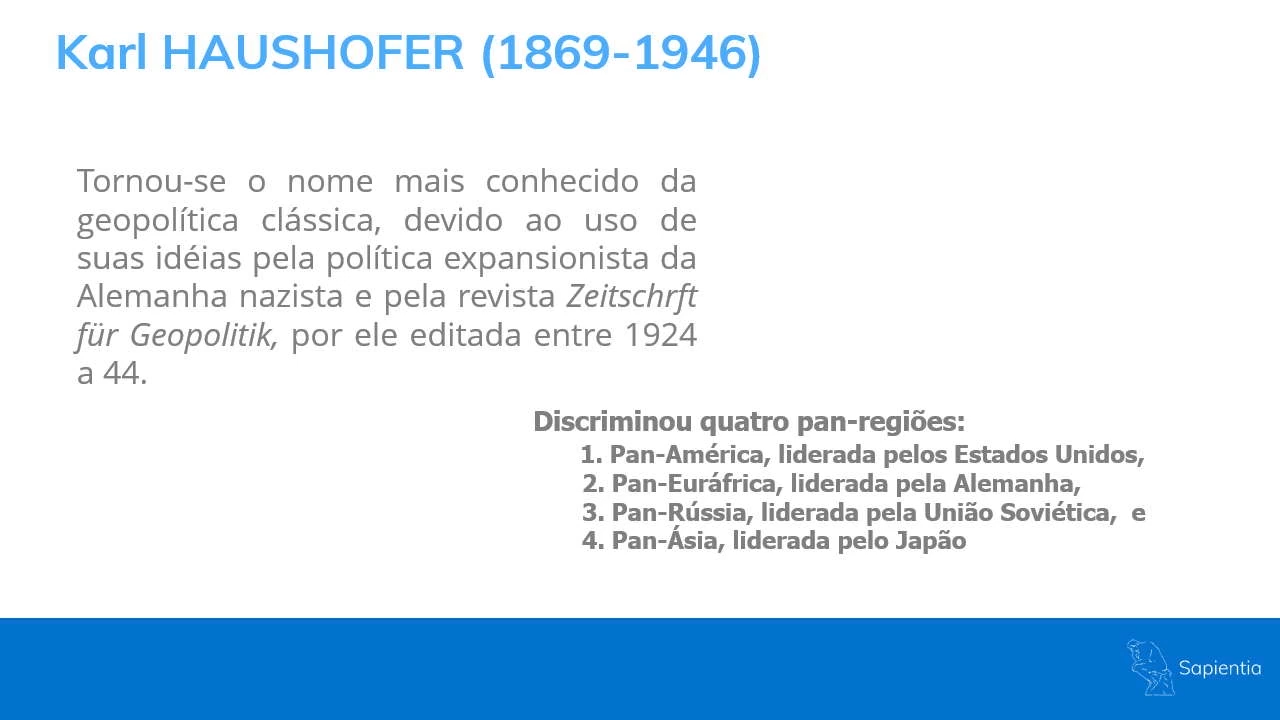 Karl HAUSHOFER (1869-1946)
Tornou-se o nome mais conhecido da
geopolítica clássica, devido ao uso de
suas idéias pela política expansionista da
Alemanha nazista e pela revista Zeitschrft
für Geopolitik, por ele editada entre 1924
a 44.
Discriminou quatro pan-regiões:
1. Pan-América, liderada pelos Estados Unidos,
2. Pan-Euráfrica, liderada pela Alemanha,
3. Pan-Rússia, liderada pela União Soviética,  e
4. Pan-Ásia, liderada pelo Japão
Sapientia